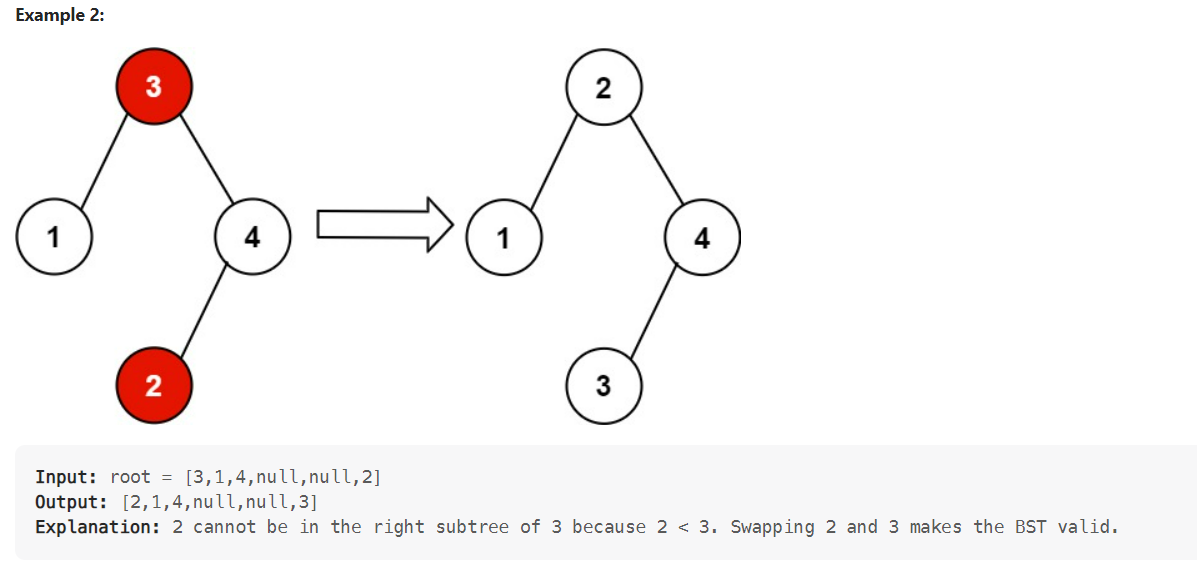 Example 2:
3
2
1
4
1
4
2
3
Input: root = [3,1,4,null,null,2]
Output: [2,1,4,null,null,3]
Explanation: 2 cannot be in the right subtree of 3 because 2 < 3. Swapping 2 and 3 makes the BST valid.